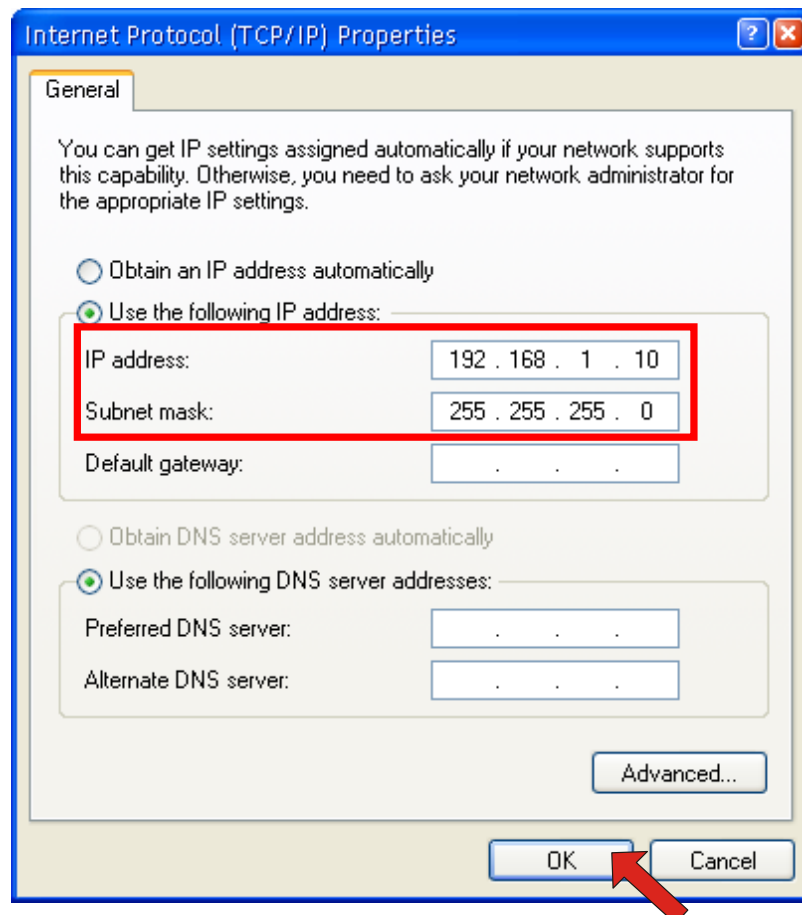 Internet Protocol (TCP/IP) Properties
General
You can get IP settings assigned automatically if your network supports
this capability. Otherwise, you need to ask your network administrator for
the appropriate IP settings.
Obtain an IP address automatically
Use the following IP address:
IP address: 192 . 168 . 1 . 10
Subnet mask: 255 . 255 . 255 . 0
Default gateway: . . .
Obtain DNS server address automatically
Use the following DNS server addresses:
Preferred DNS server: . . .
Alternate DNS server: . . .
Advanced...
OK Cancel